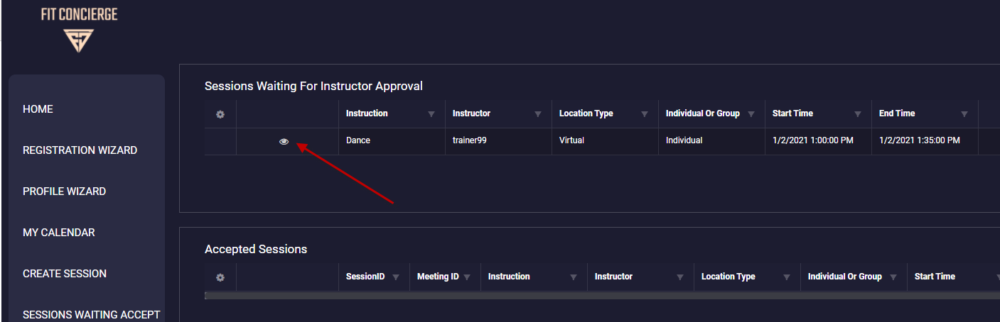 FIT CONCIERGE
HOME
REGISTRATION WIZARD
PROFILE WIZARD
MY CALENDAR
CREATE SESSION
SESSIONS WAITING ACCEPT
Sessions Waiting For Instructor Approval
Instruction Instructor Location Type Individual Or Group Start Time End Time
Dance trainer99 Virtual Individual 1/2/2021 1:00:00 PM 1/2/2021 1:35:00 PM
Accepted Sessions
SessionID Meeting ID Instruction Instructor Location Type Individual Or Group Start Time